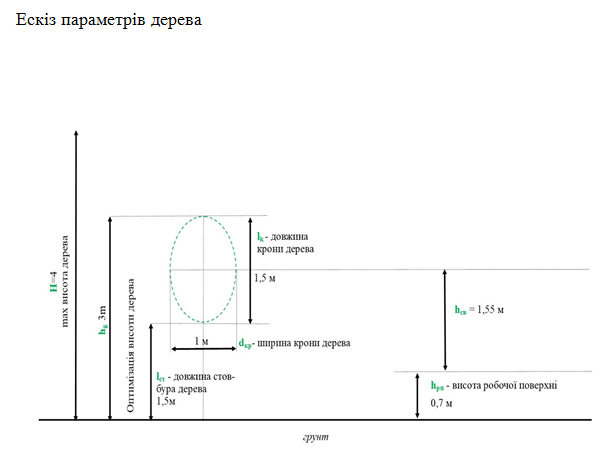 Ескіз параметрів дерева
H=4
max висота дерева
hд 3m
Оптимізація висоти дерева
lk - довжина
крони дерева
1,5 м
1 м
dкр- ширина крони дерева
lст - довжина стов-
бура дерева
1,5м
hсв = 1,55 м
hрп - висота робочої поверхні
0,7 м
грунт